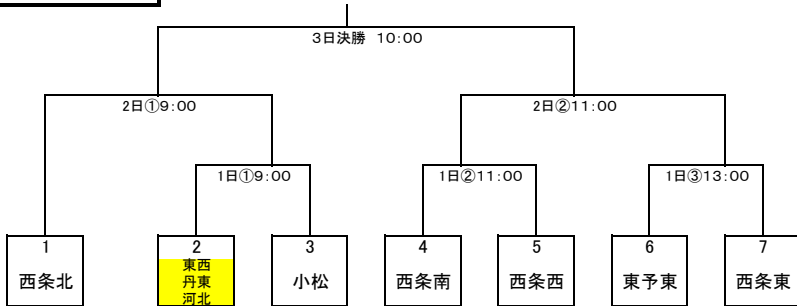 3日決勝 10:00
2日①9:00
2日②11:00
1日①9:00
1日②11:00
1日③13:00
1
2
3
4
5
6
7
西条北
東西
丹東
河北
小松
西条南
西条西
東予東
西条東